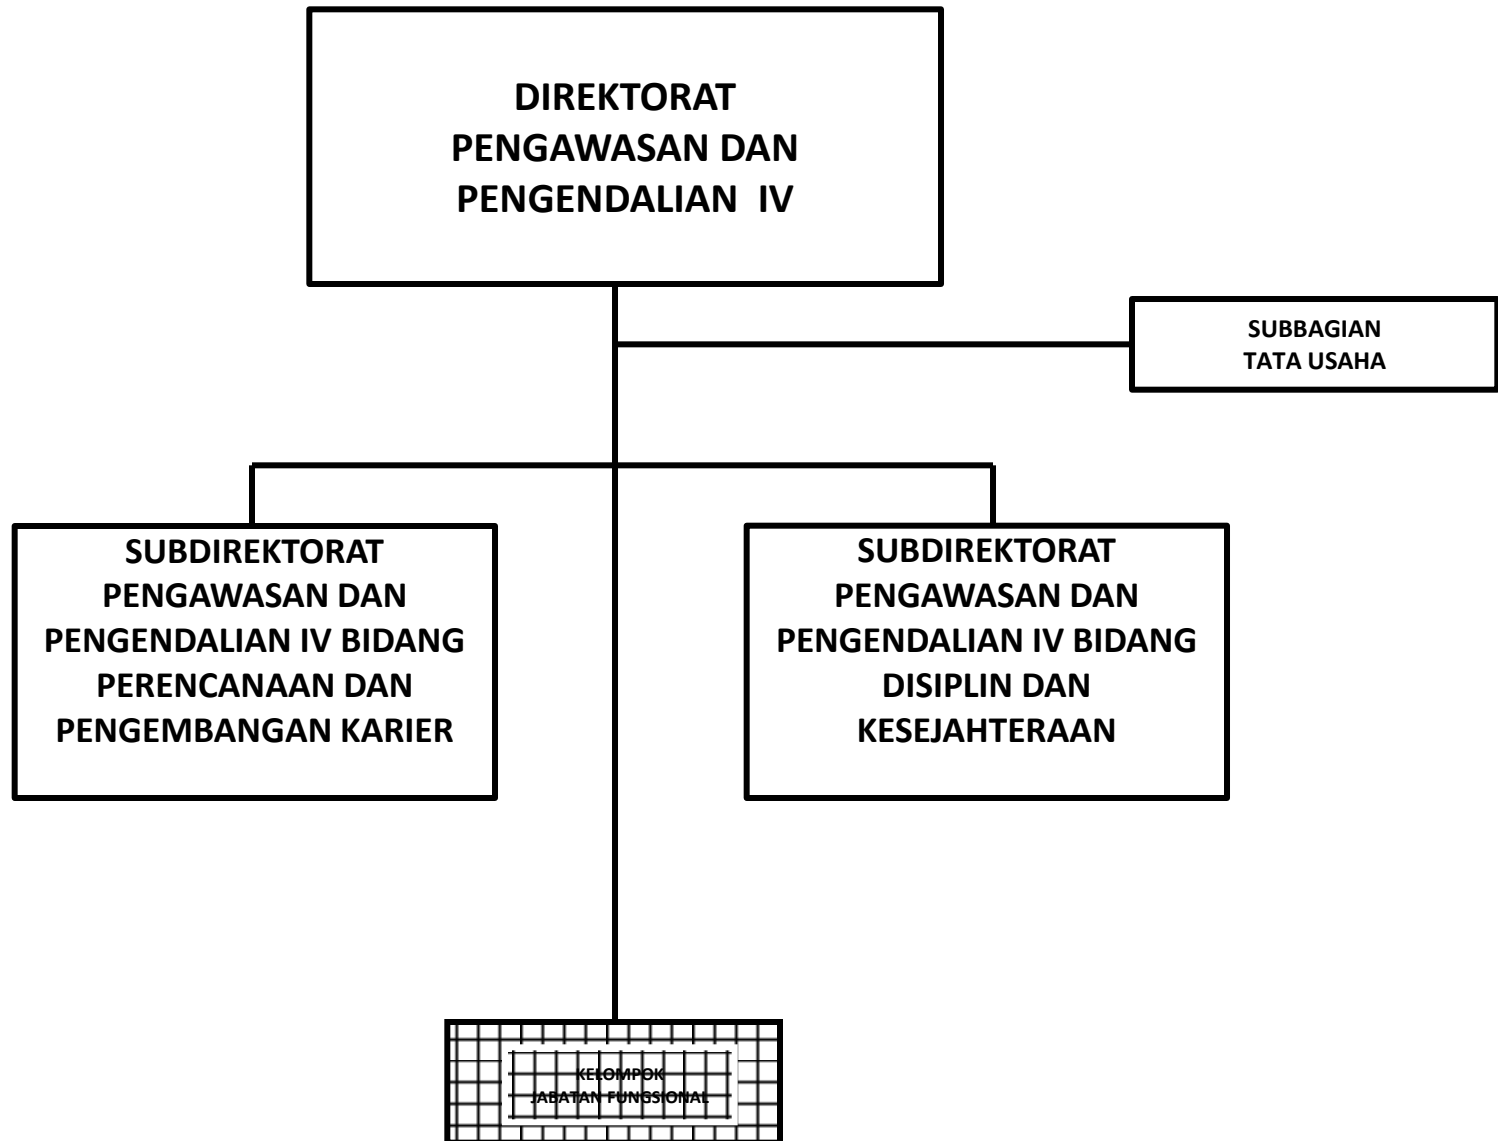 DIREKTORAT
PENGAWASAN DAN
PENGENDALIAN IV
SUBBAGIAN
TATA USAHA
SUBDIREKTORAT
PENGAWASAN DAN
PENGENDALIAN IV BIDANG
PERENCANAAN DAN
PENGEMBANGAN KARIER
SUBDIREKTORAT
PENGAWASAN DAN
PENGENDALIAN IV BIDANG
DISIPLIN DAN
KESEJAHTERAAN
KELOMPOK
JABATAN FUNGSIONAL